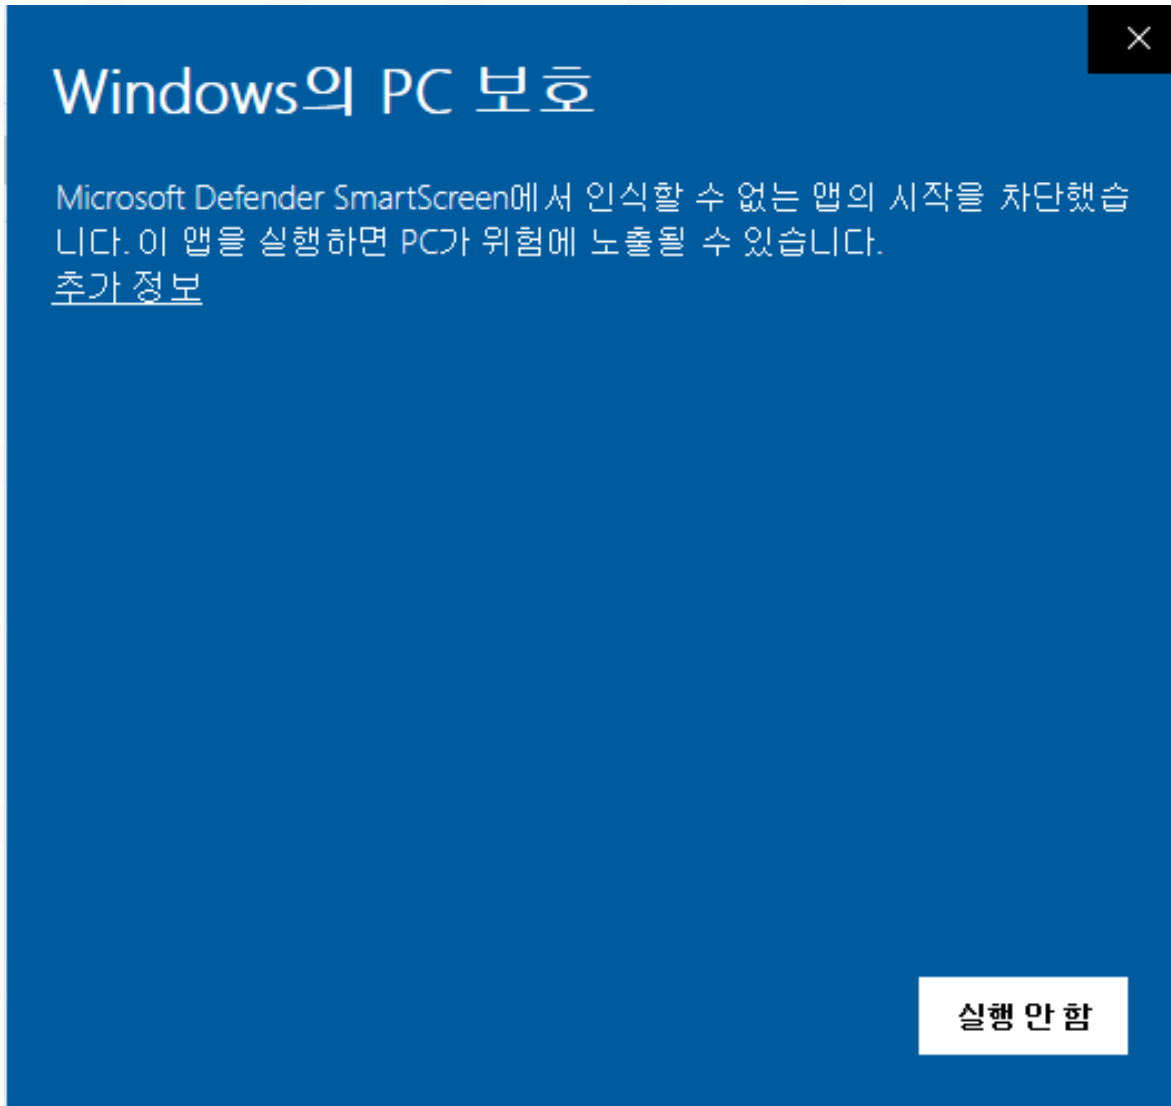 Windows의 PC 보호
Microsoft Defender SmartScreen에서 인식할 수 없는 앱의 시작을 차단했습
니다. 이 앱을 실행하면 PC가 위험에 노출될 수 있습니다.
추가 정보
실행 안 함